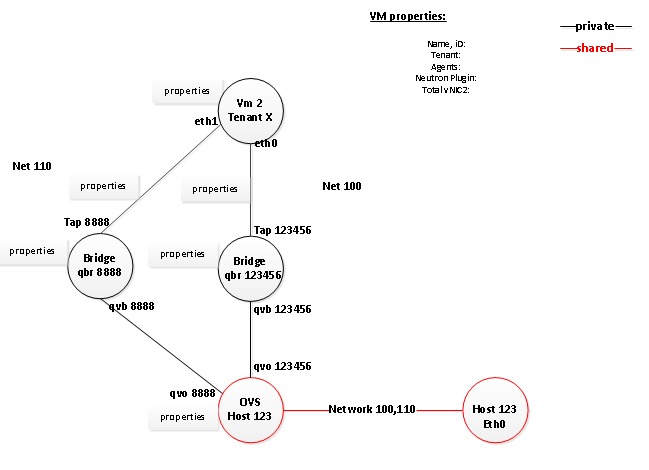 VM properties:
private
shared
Name, iD:
Tenant:
Agents:
Neutron Plugin:
Total vNIC2:
properties
Vm 2
Tenant X
eth1
eth0
Net 110
properties
properties
Net 100
Tap 8888
Tap 123456
properties
Bridge
qbr 8888
properties
Bridge
qbr 123456
qvb 8888
qvb 123456
qvo 123456
qvo 8888
OVS
Host 123
properties
Network 100,110
Host 123
Eth0